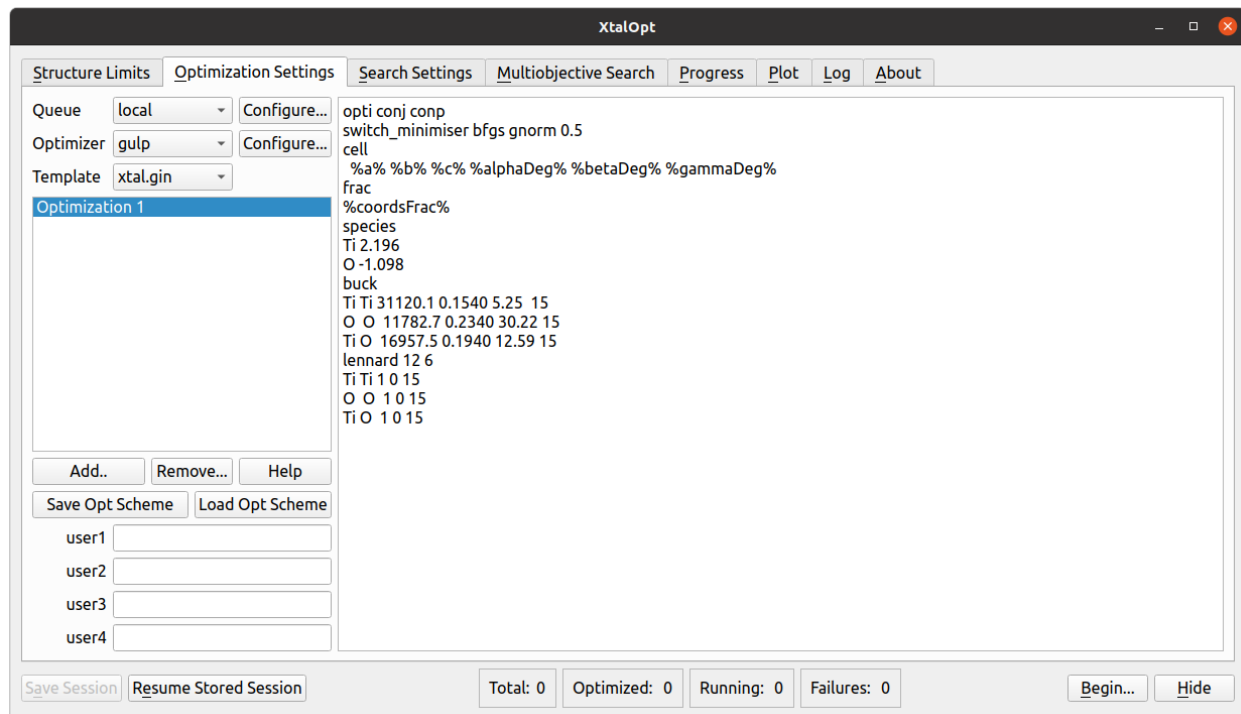 XtalOpt
Structure Limits Optimization Settings Search Settings Multiobjective Search Progress Plot Log About
Queue local Configure...
Optimizer gulp Configure...
Template xtal.gin
Optimization 1
Add.. Remove... Help
Save Opt Scheme Load Opt Scheme
user1
user2
user3
user4
opti conj conp
switch_minimiser bfgs gnorm 0.5
cell
%a% %b% %c% %alphaDeg% %betaDeg% %gammaDeg%
frac
%coordsFrac%
species
Ti 2.196
O -1.098
buck
Ti Ti 31120.1 0.1540 5.25 15
O O 11782.7 0.2340 30.22 15
Ti O 16957.5 0.1940 12.59 15
lennard 12 6
Ti Ti 1 0 15
O O 1 0 15
Ti O 1 0 15
Save Session Resume Stored Session Total: 0 Optimized: 0 Running: 0 Failures: 0 Begin... Hide